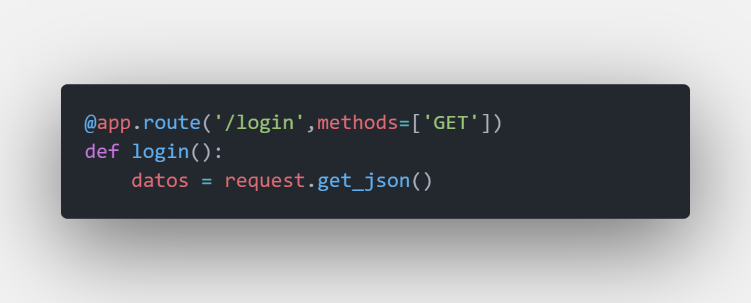 @app.route('/login',methods=['GET'])
def login():
    datos = request.get_json()